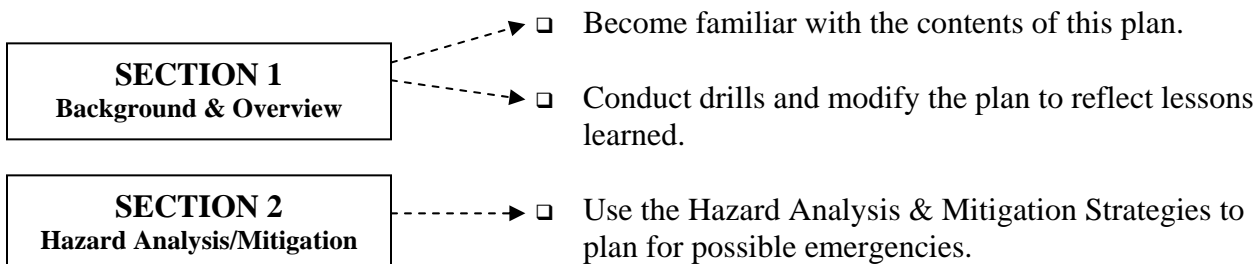 SECTION 1
Background & Overview
❑ Become familiar with the contents of this plan.
❑ Conduct drills and modify the plan to reflect lessons
learned.
SECTION 2
Hazard Analysis/Mitigation
❑ Use the Hazard Analysis & Mitigation Strategies to
plan for possible emergencies.